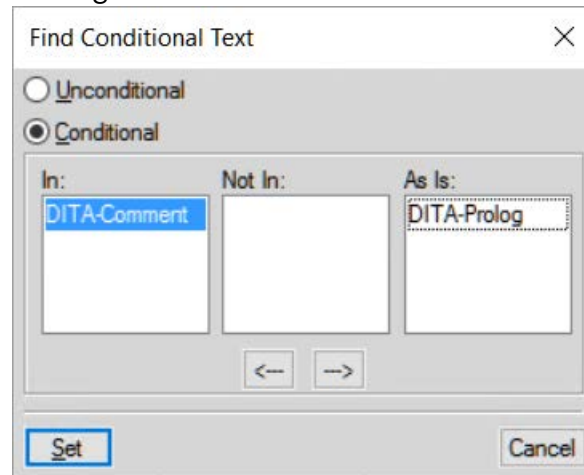 Find Conditional Text
Unconditional
Conditional
In: Not In: As Is:
DITA-Comment DITA-Prolog
<--- --->
Set Cancel